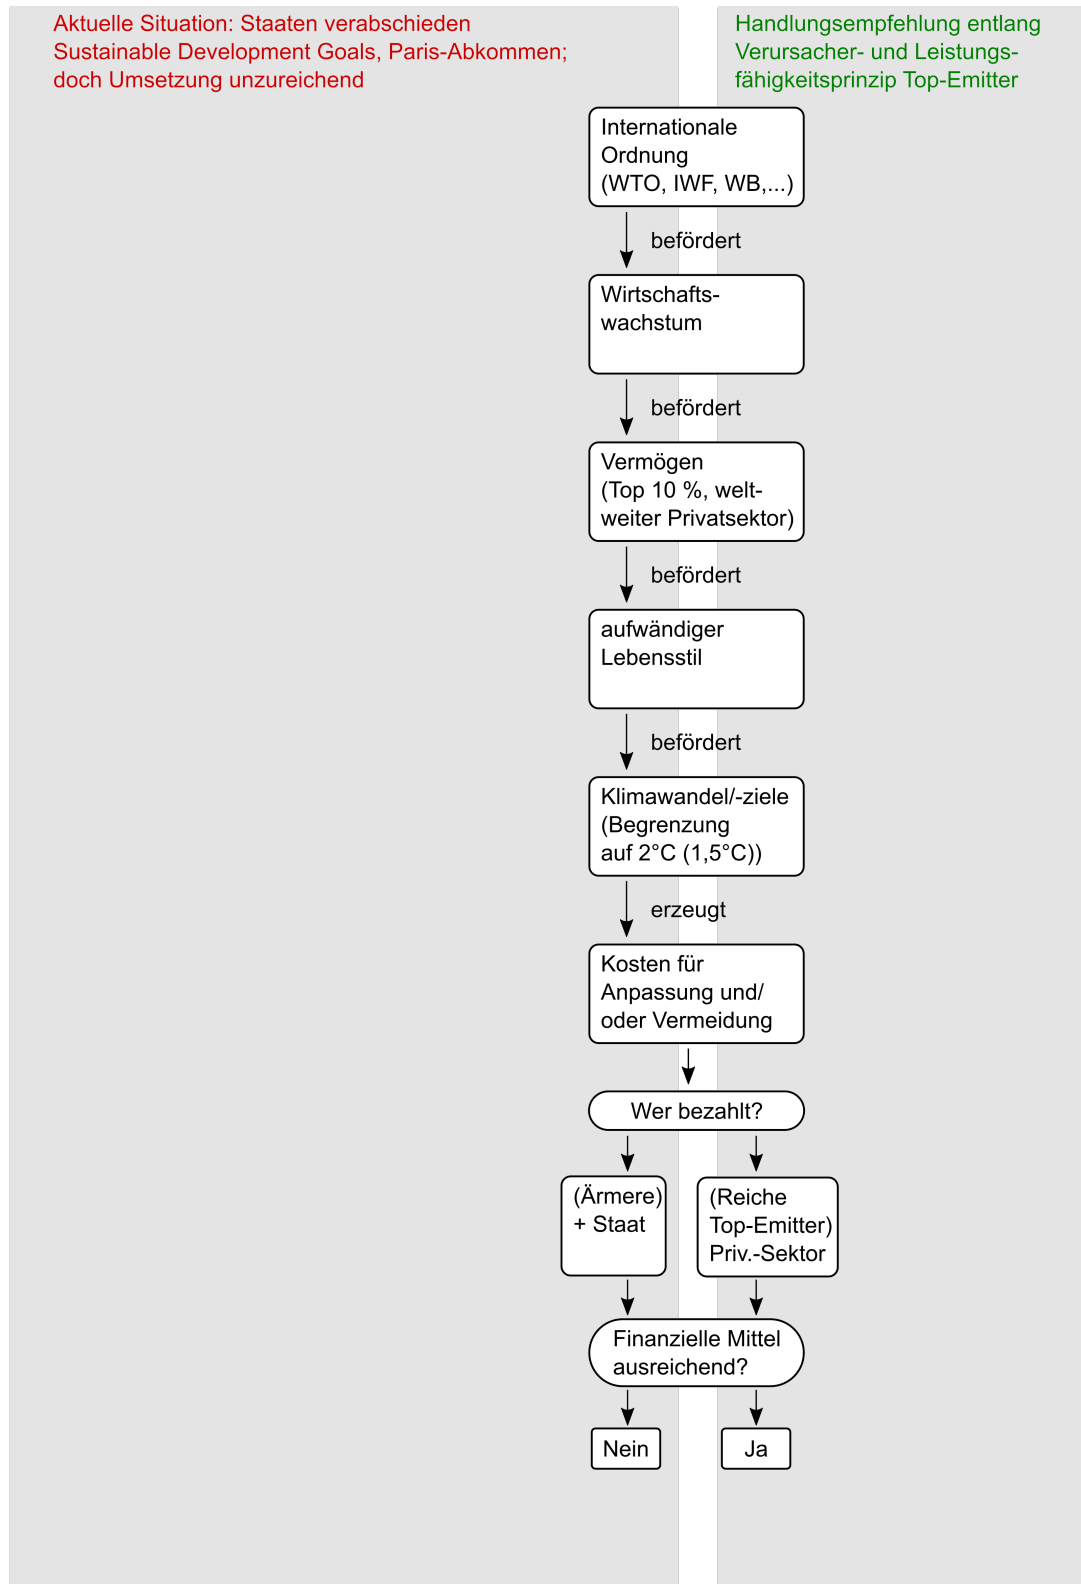 Aktuelle Situation: Staaten verabschieden
Sustainable Development Goals, Paris-Abkommen;
doch Umsetzung unzureichend
Handlungsempfehlung entlang
Verursacher- und Leistungs-
fähigkeitsprinzip Top-Emitter
Internationale
Ordnung
(WTO, IWF, WB,...)
befördert
Wirtschafts-
wachstum
befördert
Vermögen
(Top 10 %, welt-
weiter Privatsektor)
befördert
aufwändiger
Lebensstil
befördert
Klimawandel/-ziele
(Begrenzung
auf 2°C (1,5°C))
erzeugt
Kosten für
Anpassung und/
oder Vermeidung
Wer bezahlt?
(Ärmere)
+ Staat
(Reiche
Top-Emitter)
Priv.-Sektor
Finanzielle Mittel
ausreichend?
Nein
Ja